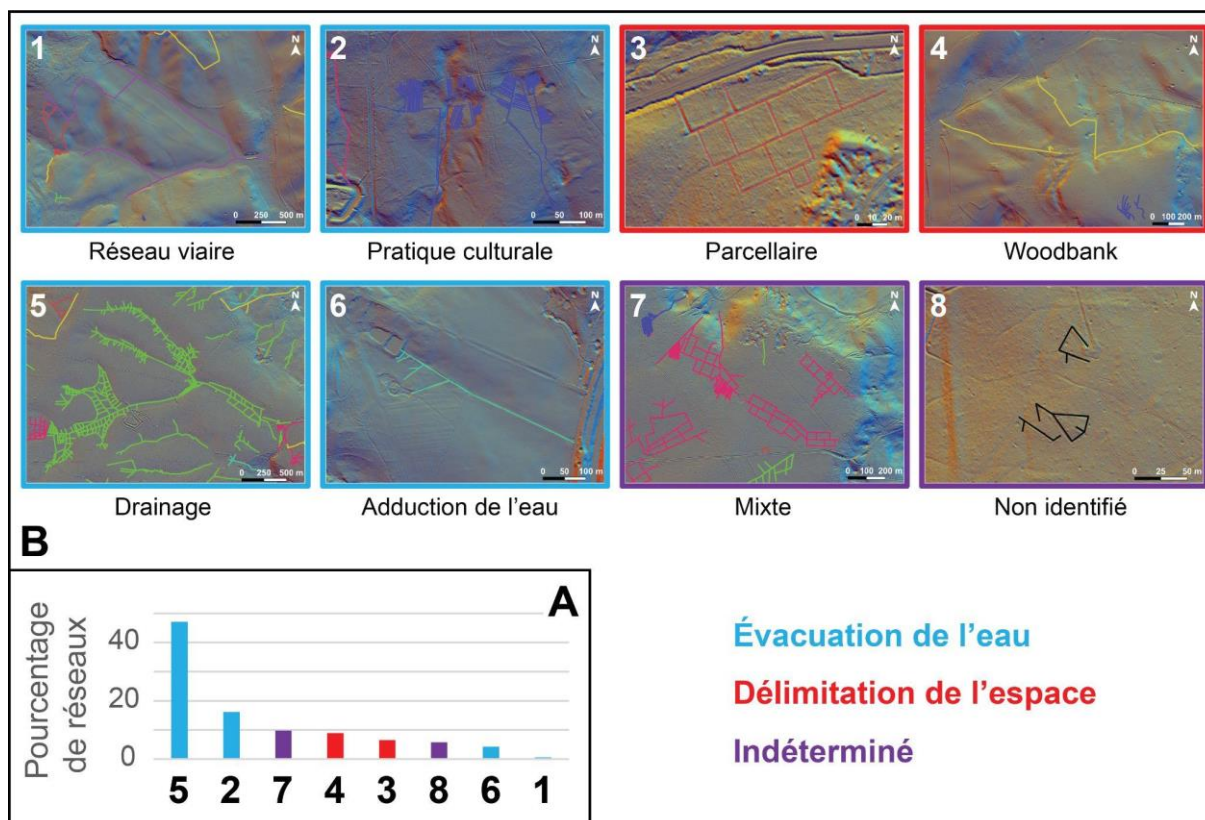 1
N
0 250 500 m
Réseau viaire
2
N
0 50 100 m
Pratique culturale
3
N
0 10 20 m
Parcellaire
4
N
0 100 200 m
Woodbank
5
N
0 250 500 m
Drainage
6
N
0 50 100 m
Adduction de l’eau
7
N
0 100 200 m
Mixte
8
N
0 25 50 m
Non identifié
B
A
Pourcentage
de réseaux
40
20
0
5 2 7 4 3 8 6 1
Évacuation de l’eau
Délimitation de l’espace
Indéterminé